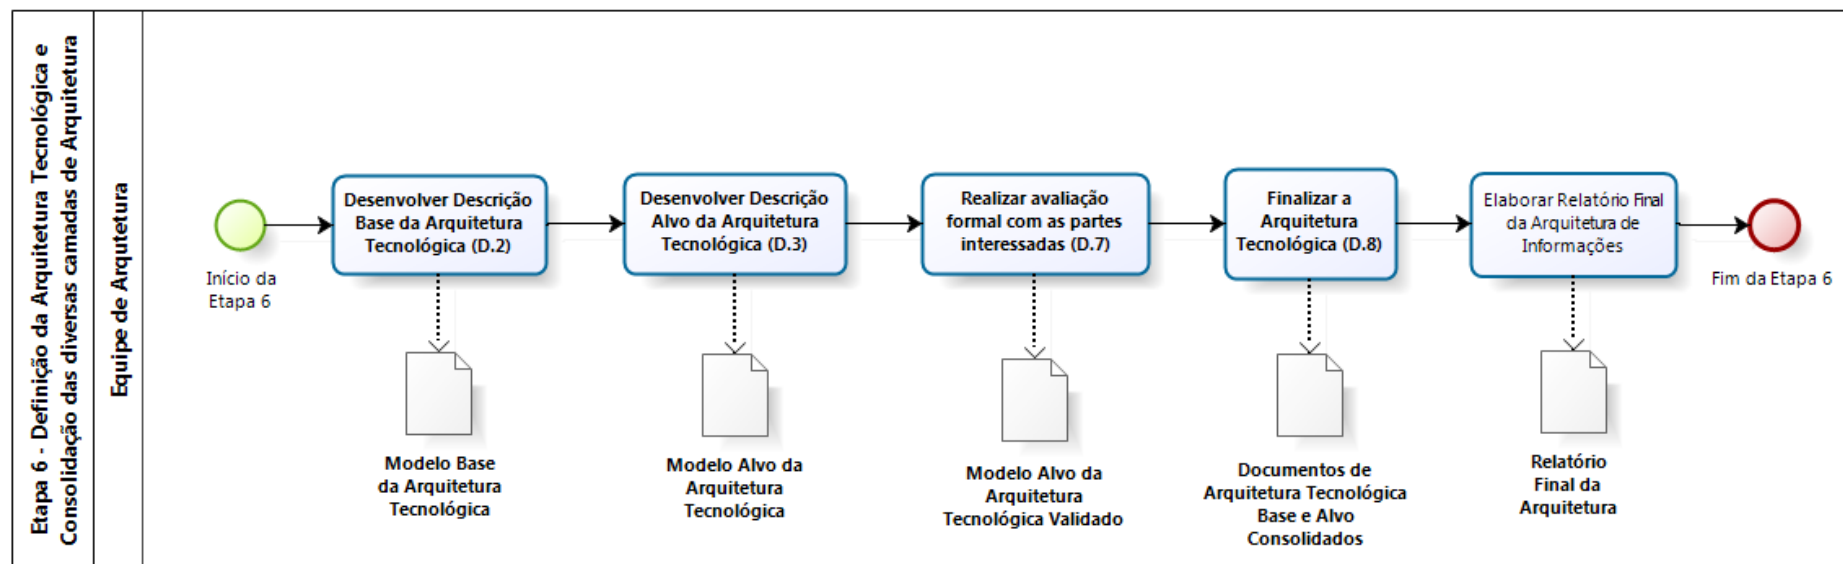 Etapa 6 - Definição da Arquitetura Tecnológica e
Consolidação das diversas camadas de Arquitetura
Equipe de Arqutetura
Início da
Etapa 6
Desenvolver Descrição
Base da Arquitetura
Tecnológica (D.2)
Desenvolver Descrição
Alvo da Arquitetura
Tecnológica (D.3)
Realizar avaliação
formal com as partes
interessadas (D.7)
Finalizar a
Arquitetura
Tecnológica (D.8)
Elaborar Relatório Final
da Arquitetura de
Informações
Fim da Etapa 6
Modelo Base
da Arquitetura
Tecnológica
Modelo Alvo da
Arquitetura
Tecnológica
Modelo Alvo da
Arquitetura
Tecnológica Validado
Documentos de
Arquitetura Tecnológica
Base e Alvo
Consolidados
Relatório
Final da
Arquitetura